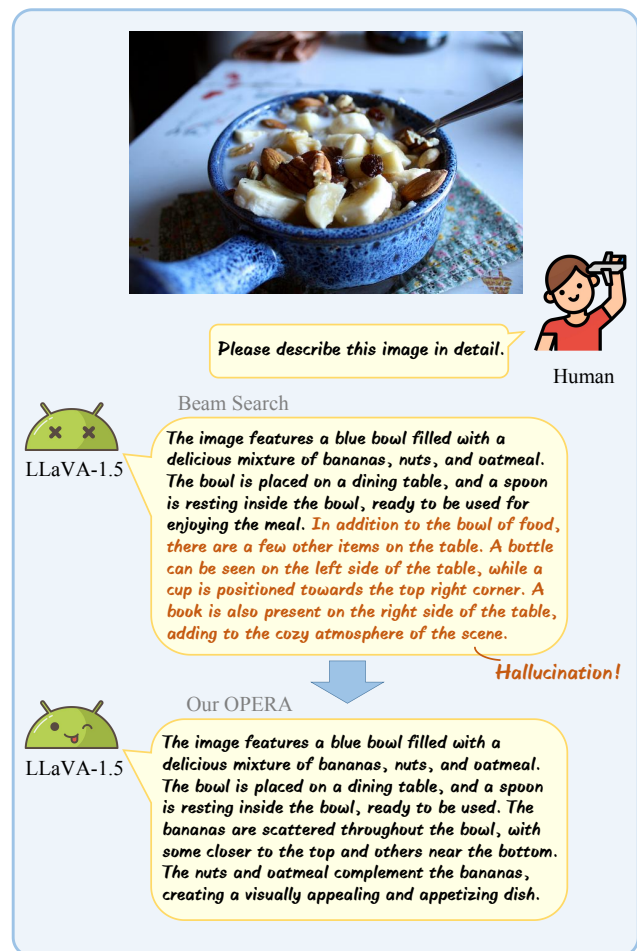 Please describe this image in detail.
Human
Beam Search
LLaVA-1.5
The image features a blue bowl filled with a
delicious mixture of bananas, nuts, and oatmeal.
The bowl is placed on a dining table, and a spoon
is resting inside the bowl, ready to be used for
enjoying the meal. In addition to the bowl of food,
there are a few other items on the table. A bottle
can be seen on the left side of the table, while a
cup is positioned towards the top right corner. A
book is also present on the right side of the table,
adding to the cozy atmosphere of the scene.
Hallucination!
Our OPERA
LLaVA-1.5
The image features a blue bowl filled with a
delicious mixture of bananas, nuts, and oatmeal.
The bowl is placed on a dining table, and a spoon
is resting inside the bowl, ready to be used. The
bananas are scattered throughout the bowl, with
some closer to the top and others near the bottom.
The nuts and oatmeal complement the bananas,
creating a visually appealing and appetizing dish.